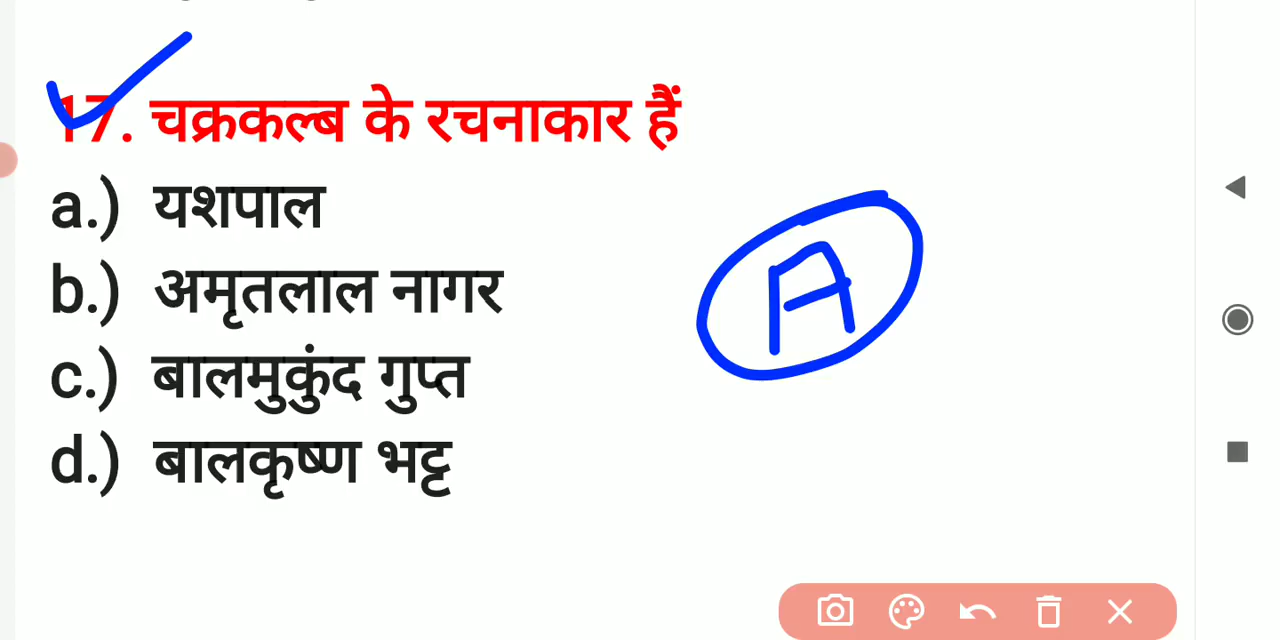 17. चक्रकल्ब के रचनाकार हैं
a.) यशपाल
b.) अमृतलाल नागर
A
c.) बालमुकुंद गुप्त
d.) बालकृष्ण भट्ट